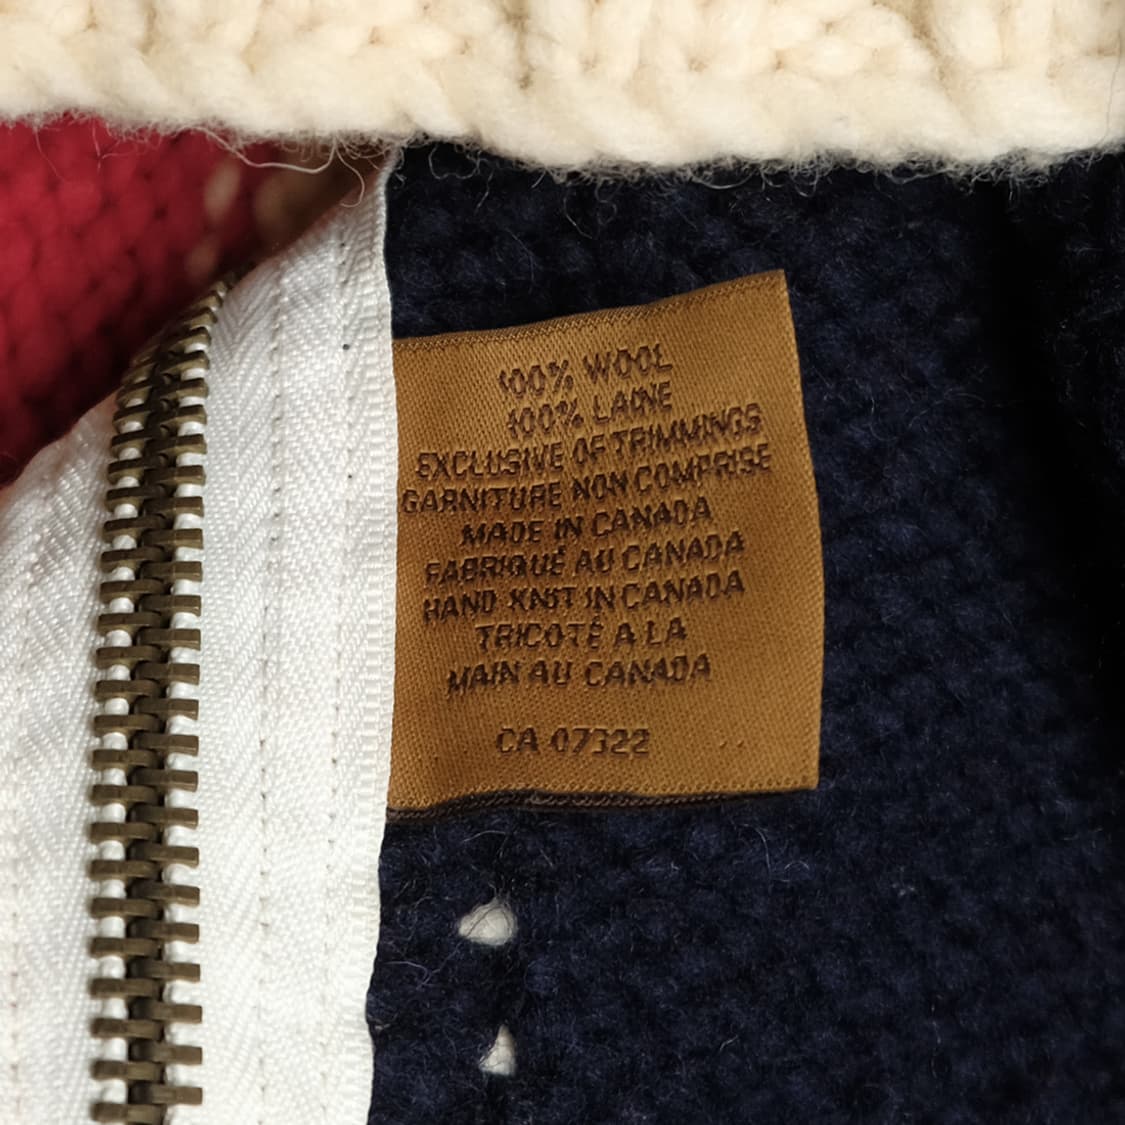 100% WOOL
100% LAINE
EXCLUSIVE OF TRIMMINGS
GARNITURE NON COMPRISE
MADE IN CANADA
FABRIQUÉ AU CANADA
HAND KNIT IN CANADA
TRICOTÉ A LA
MAIN AU CANADA
CA 07322